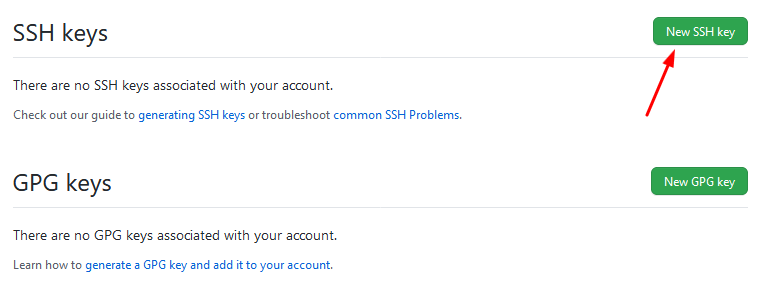 SSH keys
New SSH key
There are no SSH keys associated with your account.
Check out our guide to generating SSH keys or troubleshoot common SSH Problems.
GPG keys
New GPG key
There are no GPG keys associated with your account.
Learn how to generate a GPG key and add it to your account.